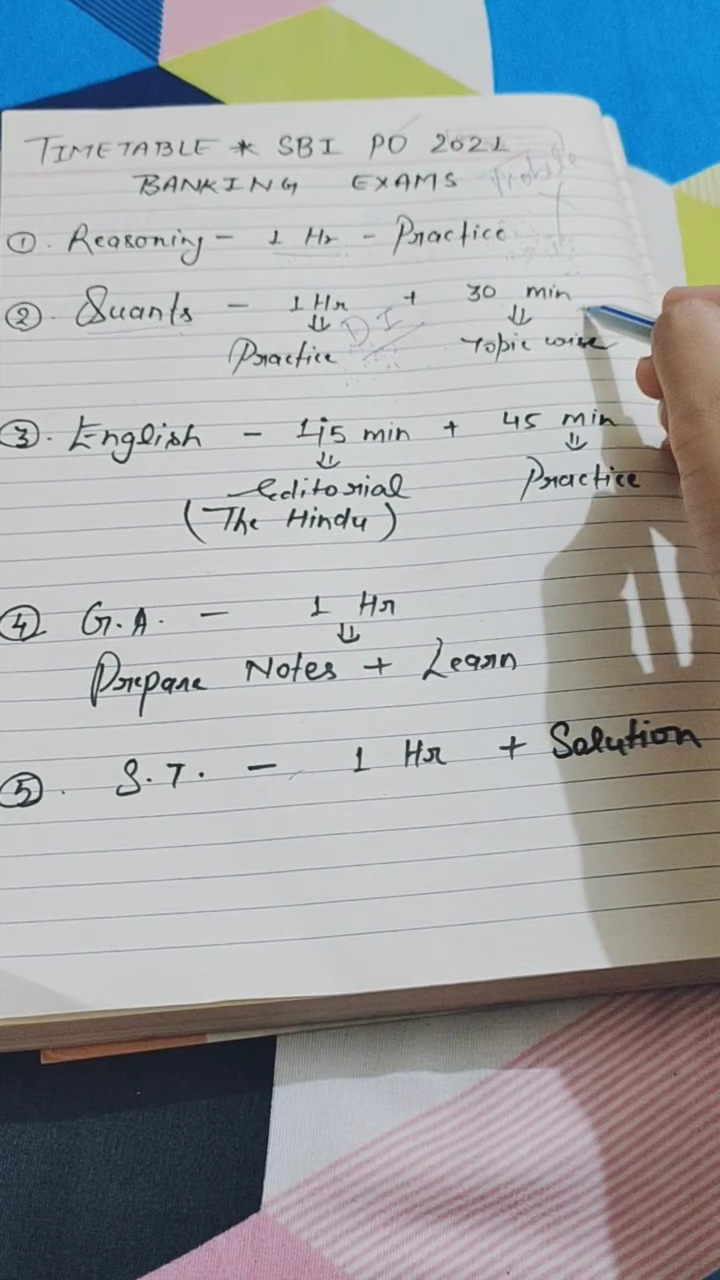 TIMETABLE * SBI PO 2021
BANKING EXAMS
①. Reasoning - 1 Hr - Practice
②. Quants - 1 Hr + 30 min
⇓ ⇓
Practice Topic wise
③. English - 15 min + 45 min
⇓ ⇓
Editorial Practice
(The Hindu)
④ G.A. - 1 Hr
⇓
Prepare Notes + Learn
⑤. S.T. - 1 Hr + Solution